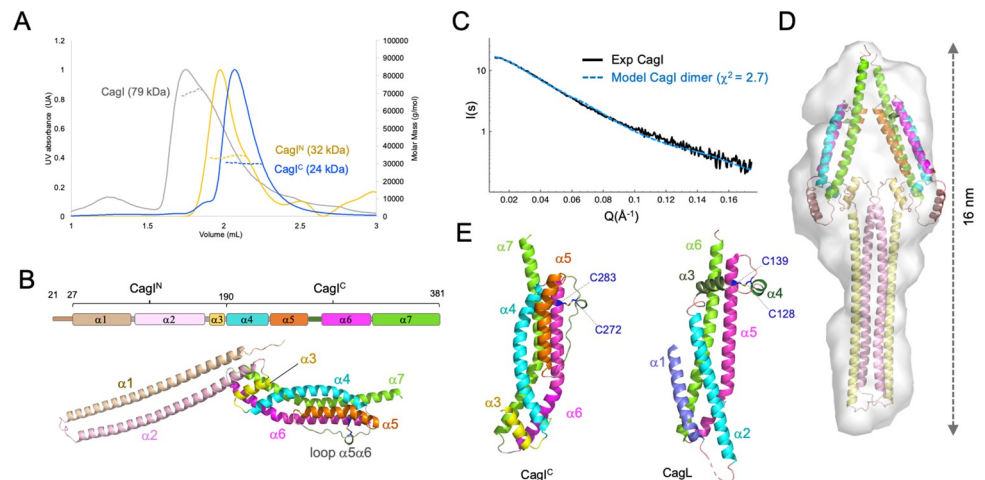 A
UV absorbance (UA)
1.2
1
0.8
0.6
0.4
0.2
0
1
1.5
2
2.5
3
Volume (mL)
100000
90000
80000
70000
60000
50000
40000
30000
20000
10000
0
Molar Mass (g/mol)
CagI (79 kDa)
CagIᴺ (32 kDa)
CagIᶜ (24 kDa)
B
CagIᴺ
CagIᶜ
21 27 190 381
α1 α2 α3 α4 α5 α6 α7
α3
α1
α4
α7
α2
α6
α5
loop α5α6
C
I(s)
10
1
Exp CagI
Model CagI dimer (χ² = 2.7)
0.02 0.04 0.06 0.08 0.1 0.12 0.14 0.16
Q(Å⁻¹)
D
16 nm
E
α7
α5
C283
α4
C272
α3
α6
CagIᶜ
α6
C139
α3
α4
C128
α5
α1
α2
CagL